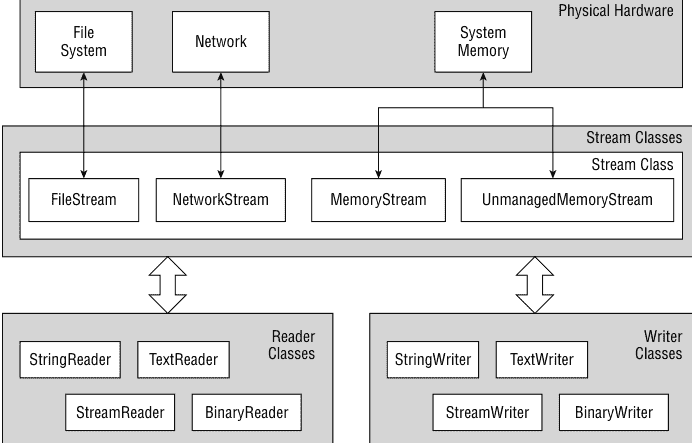 Physical Hardware
File
System
Network
System
Memory
Stream Classes
Stream Class
FileStream
NetworkStream
MemoryStream
UnmanagedMemoryStream
Reader
Classes
StringReader
TextReader
StreamReader
BinaryReader
Writer
Classes
StringWriter
TextWriter
StreamWriter
BinaryWriter